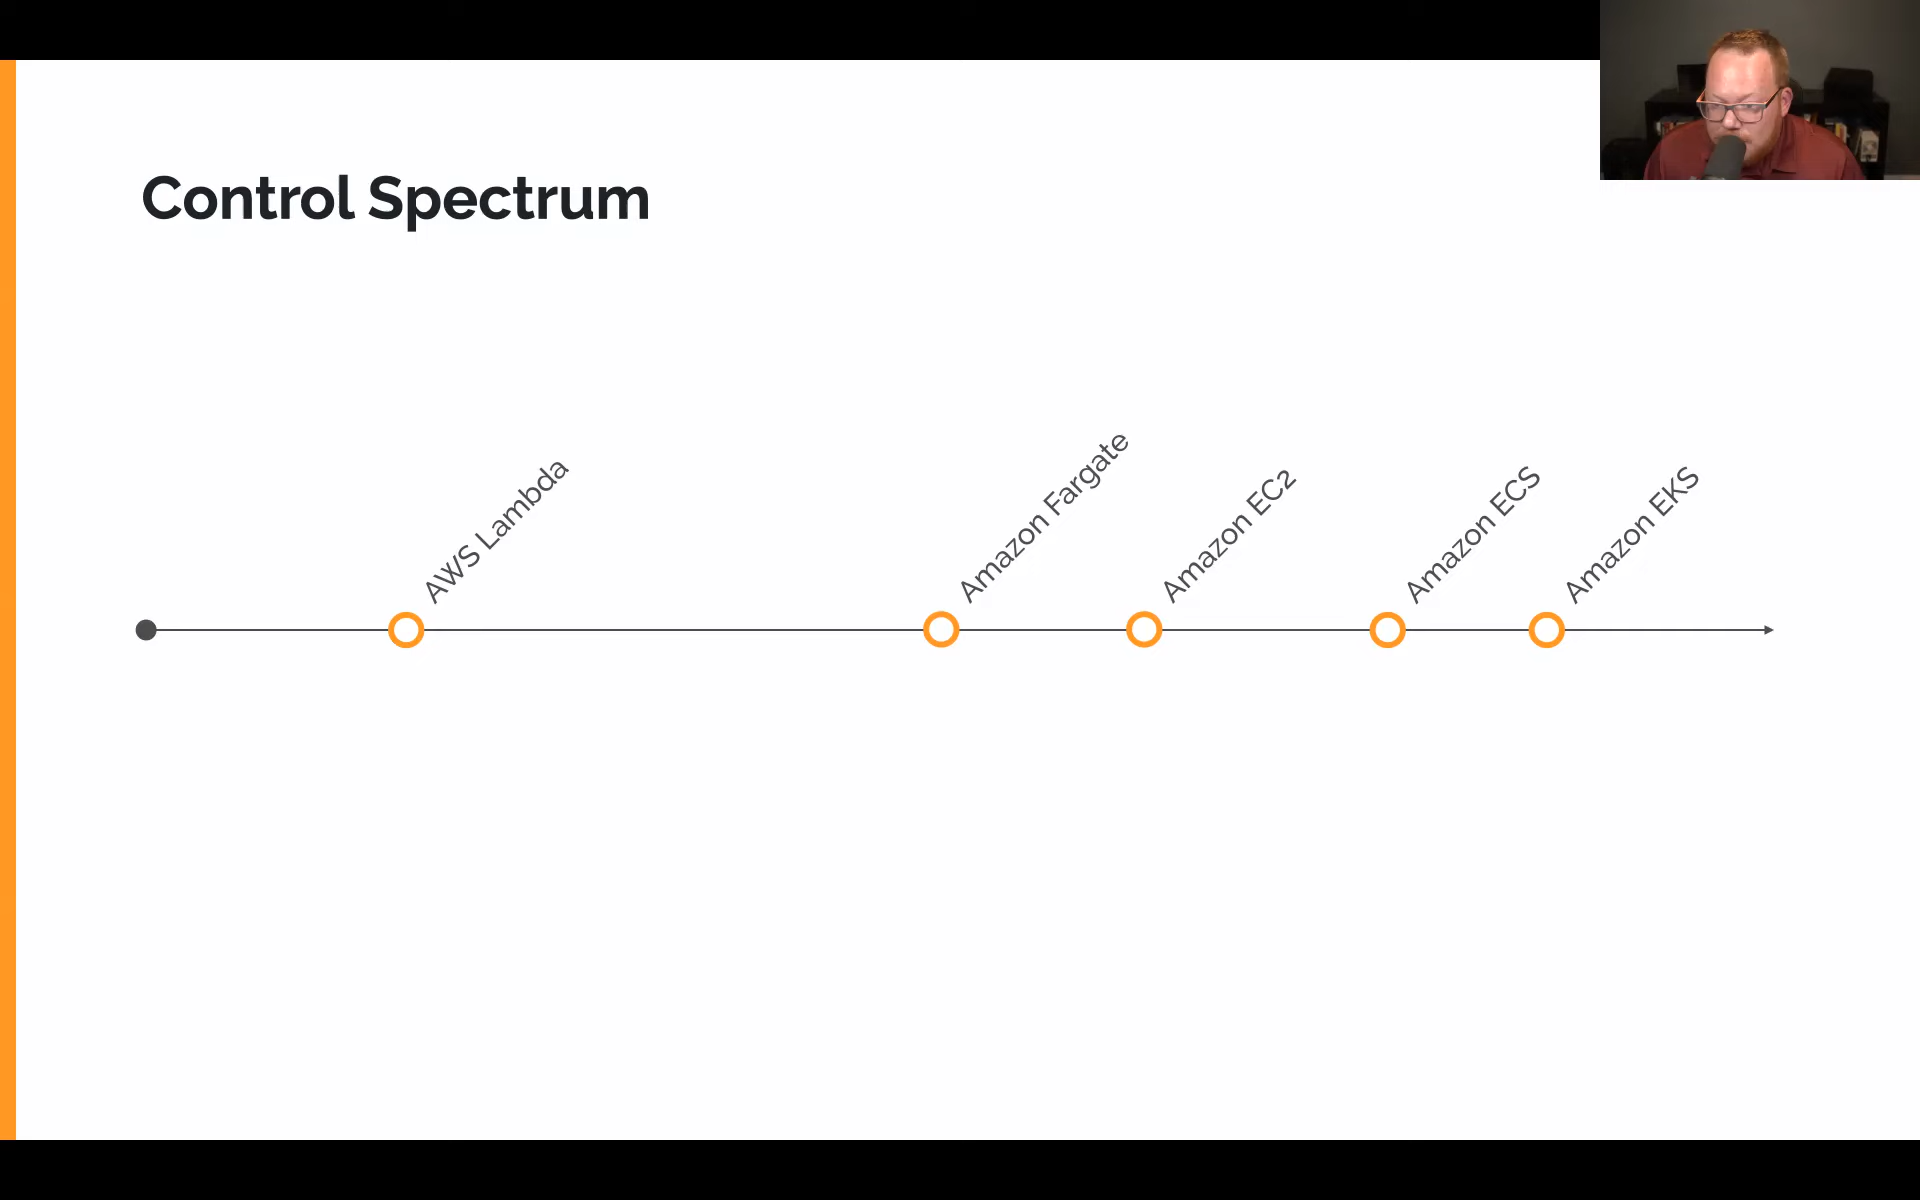 Control Spectrum
AWS Lambda
Amazon Fargate
Amazon EC2
Amazon ECS
Amazon EKS